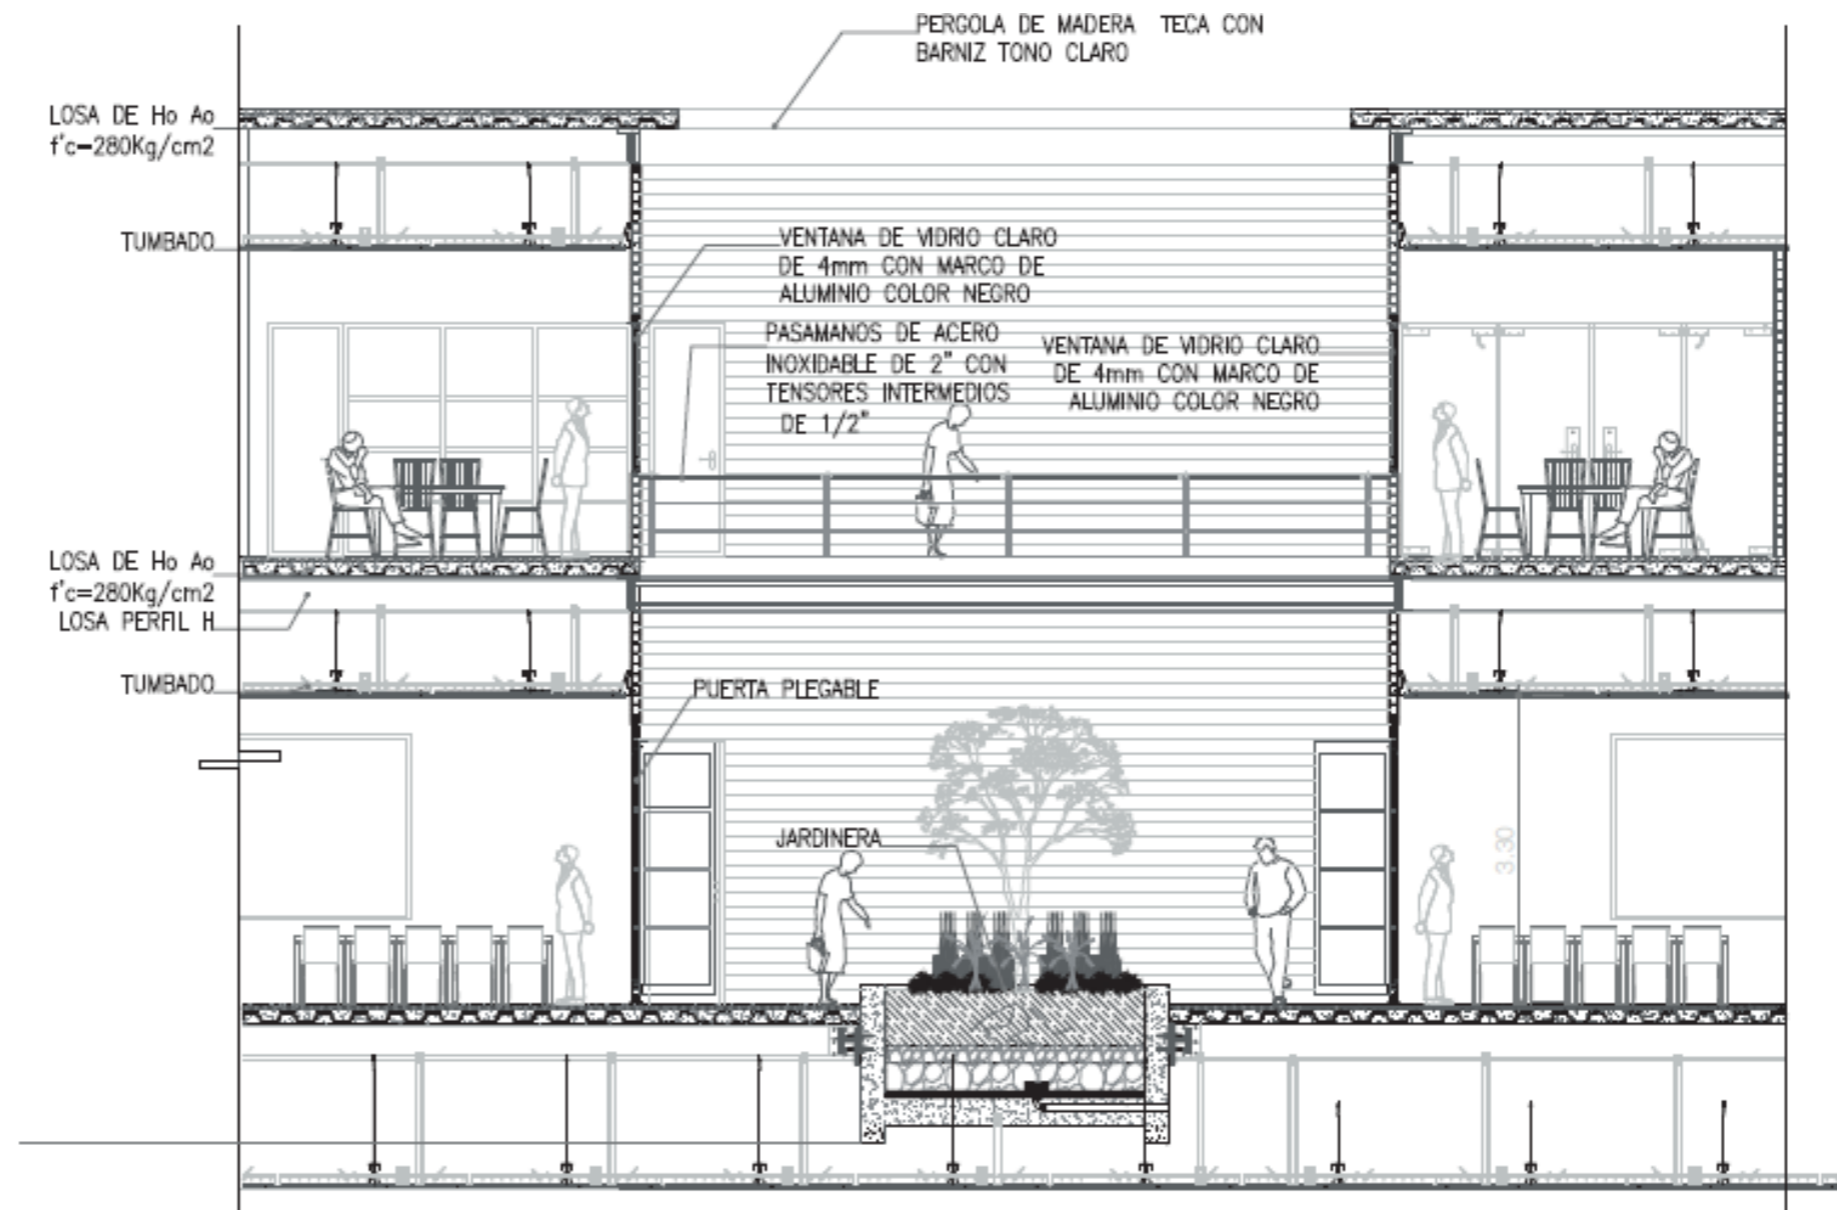 PERGOLA DE MADERA TECA CON
BARNIZ TONO CLARO
LOSA DE Ho Ao
f'c=280Kg/cm2
TUMBADO
VENTANA DE VIDRIO CLARO
DE 4mm CON MARCO DE
ALUMINIO COLOR NEGRO
PASAMANOS DE ACERO
INOXIDABLE DE 2" CON
TENSORES INTERMEDIOS
DE 1/2"
VENTANA DE VIDRIO CLARO
DE 4mm CON MARCO DE
ALUMINIO COLOR NEGRO
LOSA DE Ho Ao
f'c=280Kg/cm2
LOSA PERFIL H
TUMBADO
PUERTA PLEGABLE
JARDINERA
3.30